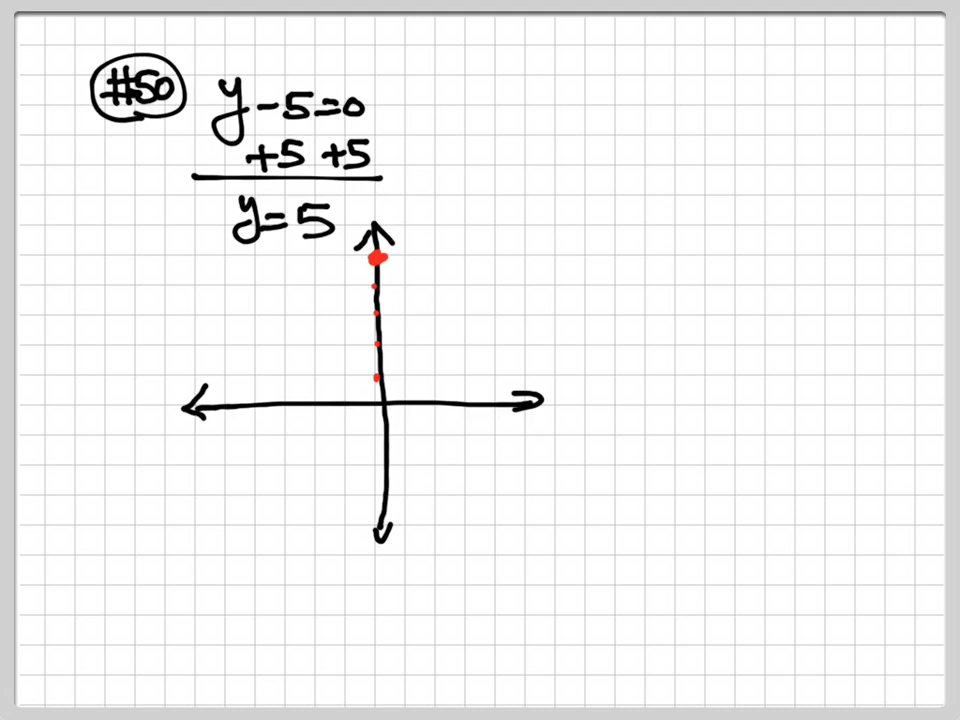 #50 y - 5 = 0
+5 +5
y = 5